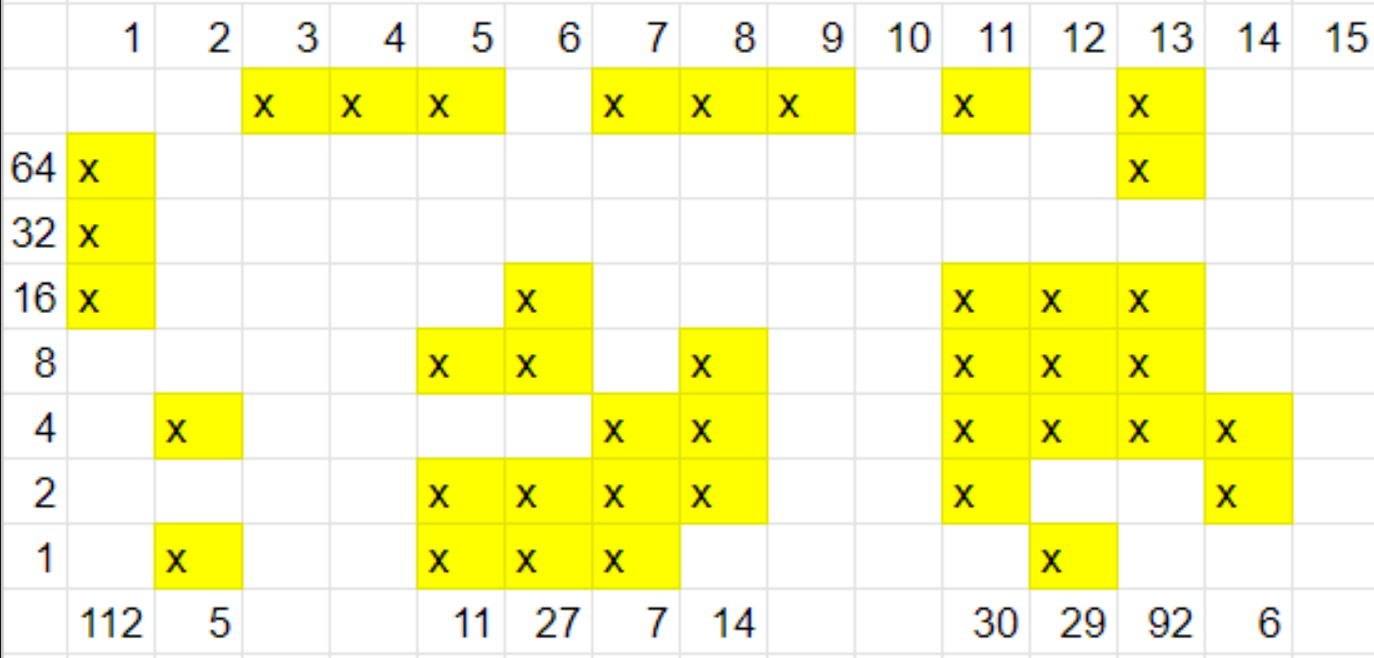 1 2 3 4 5 6 7 8 9 10 11 12 13 14 15
x x x x x x x x
64 x x
32 x
16 x x x x x
8 x x x x x x
4 x x x x x x x
2 x x x x x x
1 x x x x x
112 5 11 27 7 14 30 29 92 6